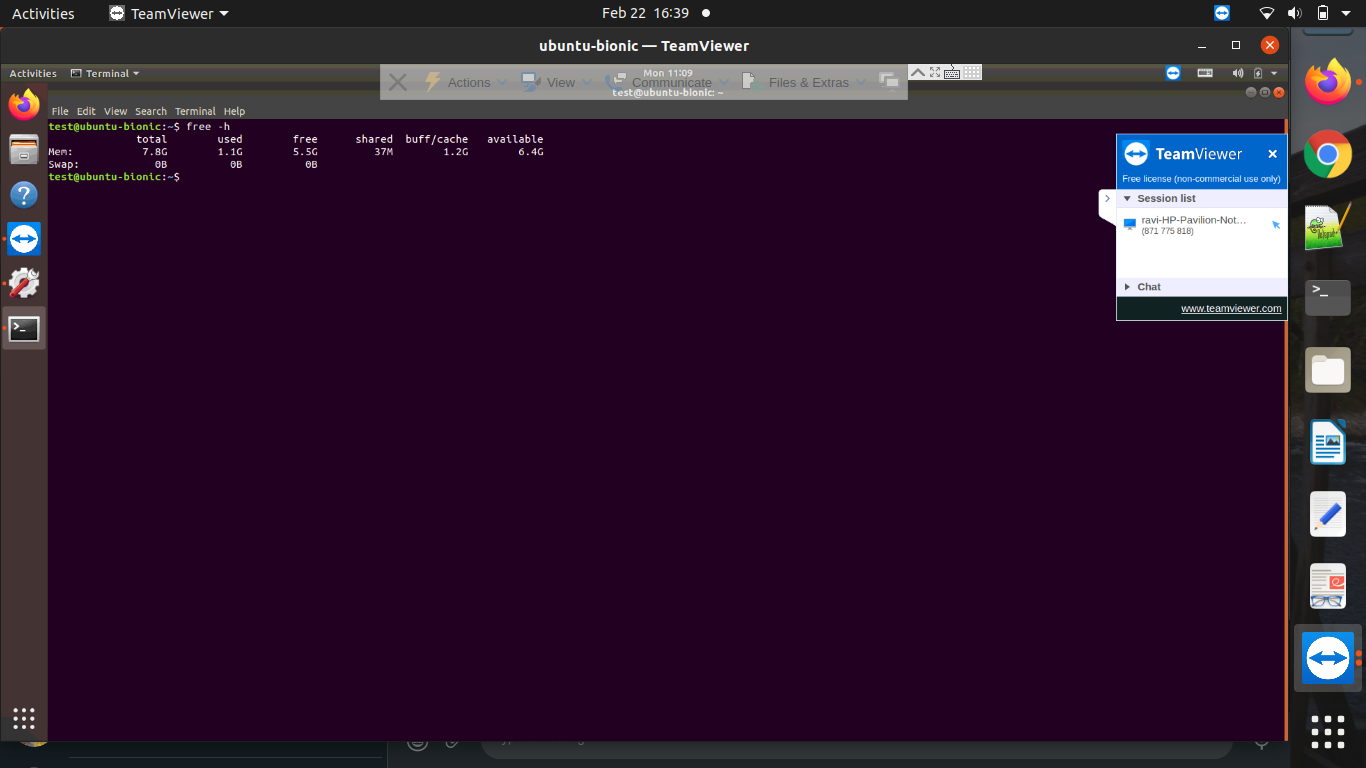 Activities TeamViewer Feb 22 16:39
ubuntu-bionic — TeamViewer
Activities Terminal Mon 11:09
Actions View Communicate Files & Extras
test@ubuntu-bionic: ~
File Edit View Search Terminal Help
test@ubuntu-bionic:~$ free -h
total used free shared buff/cache available
Mem: 7.8G 1.1G 5.5G 37M 1.2G 6.4G
Swap: 0B 0B 0B
test@ubuntu-bionic:~$
TeamViewer
Free license (non-commercial use only)
Session list
ravi-HP-Pavilion-Not...
(871 775 818)
Chat
www.teamviewer.com